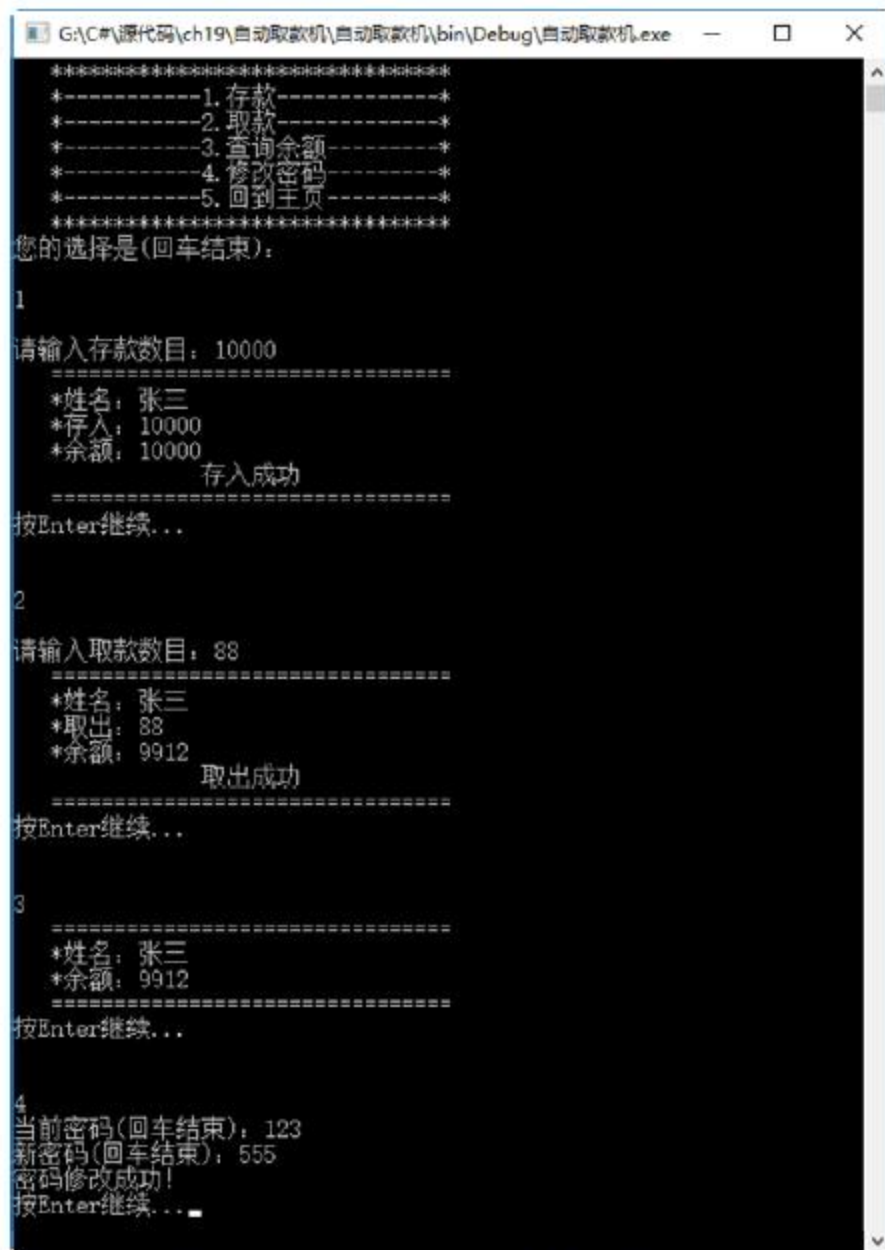 G:\C#\源代码\ch19\自动取款机\自动取款机\bin\Debug\自动取款机.exe
********************************
*-----------1.存款-------------*
*-----------2.取款-------------*
*-----------3.查询余额---------*
*-----------4.修改密码---------*
*-----------5.回到主页---------*
********************************
您的选择是(回车结束):
1
请输入存款数目：10000
================================
*姓名：张三
*存入：10000
*余额：10000
存入成功
================================
按Enter继续...
2
请输入取款数目：88
================================
*姓名：张三
*取出：88
*余额：9912
取出成功
================================
按Enter继续...
3
================================
*姓名：张三
*余额：9912
================================
按Enter继续...
4
当前密码(回车结束)：123
新密码(回车结束)：555
密码修改成功!
按Enter继续...